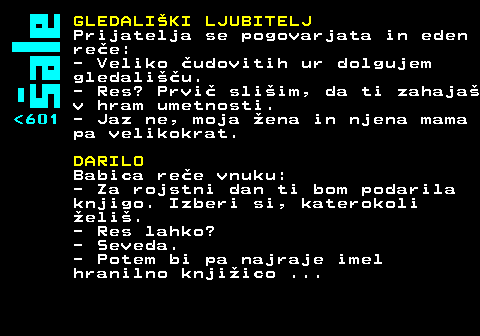 Šale
<601
GLEDALIŠKI LJUBITELJ
Prijatelja se pogovarjata in eden
reče:
- Veliko čudovitih ur dolgujem
gledališču.
- Res? Prvič slišim, da ti zahajaš
v hram umetnosti.
- Jaz ne, moja žena in njena mama
pa velikokrat.
DARILO
Babica reče vnuku:
- Za rojstni dan ti bom podarila
knjigo. Izberi si, katerokoli
želiš.
- Res lahko?
- Seveda.
- Potem bi pa najraje imel
hranilno knjižico ...